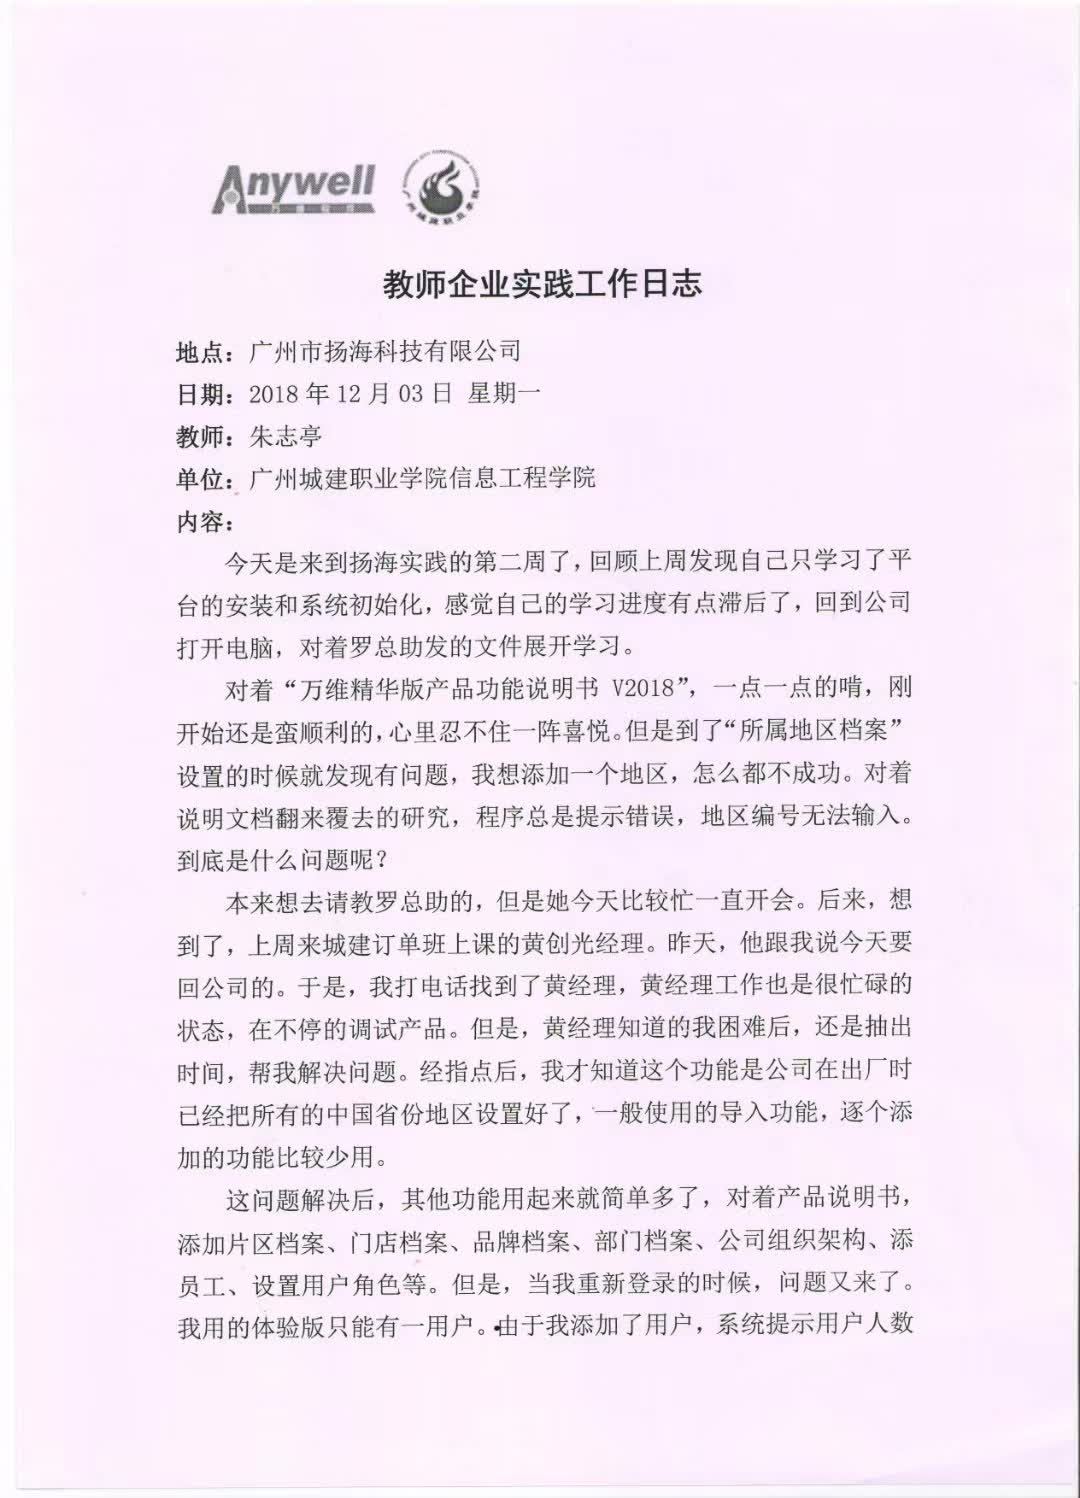 Anywell
广州城建职业学院
教师企业实践工作日志
地点：广州市扬海科技有限公司
日期：2018 年 12 月 03 日 星期一
教师：朱志亭
单位：广州城建职业学院信息工程学院
内容：
今天是来到扬海实践的第二周了，回顾上周发现自己只学习了平
台的安装和系统初始化，感觉自己的学习进度有点滞后了，回到公司
打开电脑，对着罗总助发的文件展开学习。
对着“万维精华版产品功能说明书 V2018”，一点一点的啃，刚
开始还是蛮顺利的，心里忍不住一阵喜悦。但是到了“所属地区档案”
设置的时候就发现有问题，我想添加一个地区，怎么都不成功。对着
说明文档翻来覆去的研究，程序总是提示错误，地区编号无法输入。
到底是什么问题呢？
本来想去请教罗总助的，但是她今天比较忙一直开会。后来，想
到了，上周来城建订单班上课的黄创光经理。昨天，他跟我说今天要
回公司的。于是，我打电话找到了黄经理，黄经理工作也是很忙碌的
状态，在不停的调试产品。但是，黄经理知道的我困难后，还是抽出
时间，帮我解决问题。经指点后，我才知道这个功能是公司在出厂时
已经把所有的中国省份地区设置好了，一般使用的导入功能，逐个添
加的功能比较少用。
这问题解决后，其他功能用起来就简单多了，对着产品说明书，
添加片区档案、门店档案、品牌档案、部门档案、公司组织架构、添
员工、设置用户角色等。但是，当我重新登录的时候，问题又来了。
我用的体验版只能有一用户。由于我添加了用户，系统提示用户人数